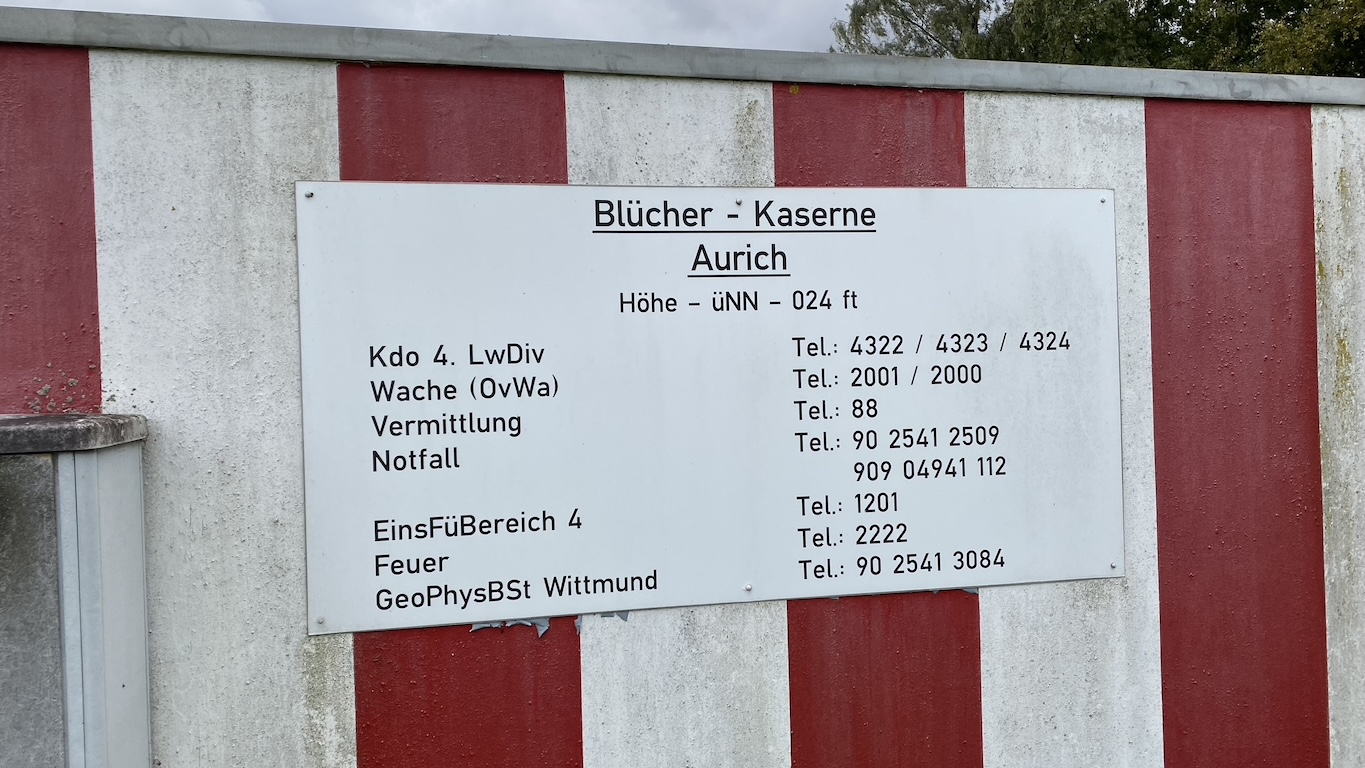 Blücher - Kaserne
Aurich
Höhe – üNN – 024 ft
Kdo 4. LwDiv Tel.: 4322 / 4323 / 4324
Wache (OvWa) Tel.: 2001 / 2000
Vermittlung Tel.: 88
Notfall Tel.: 90 2541 2509
909 04941 112
EinsFüBereich 4 Tel.: 1201
Feuer Tel.: 2222
GeoPhysBSt Wittmund Tel.: 90 2541 3084